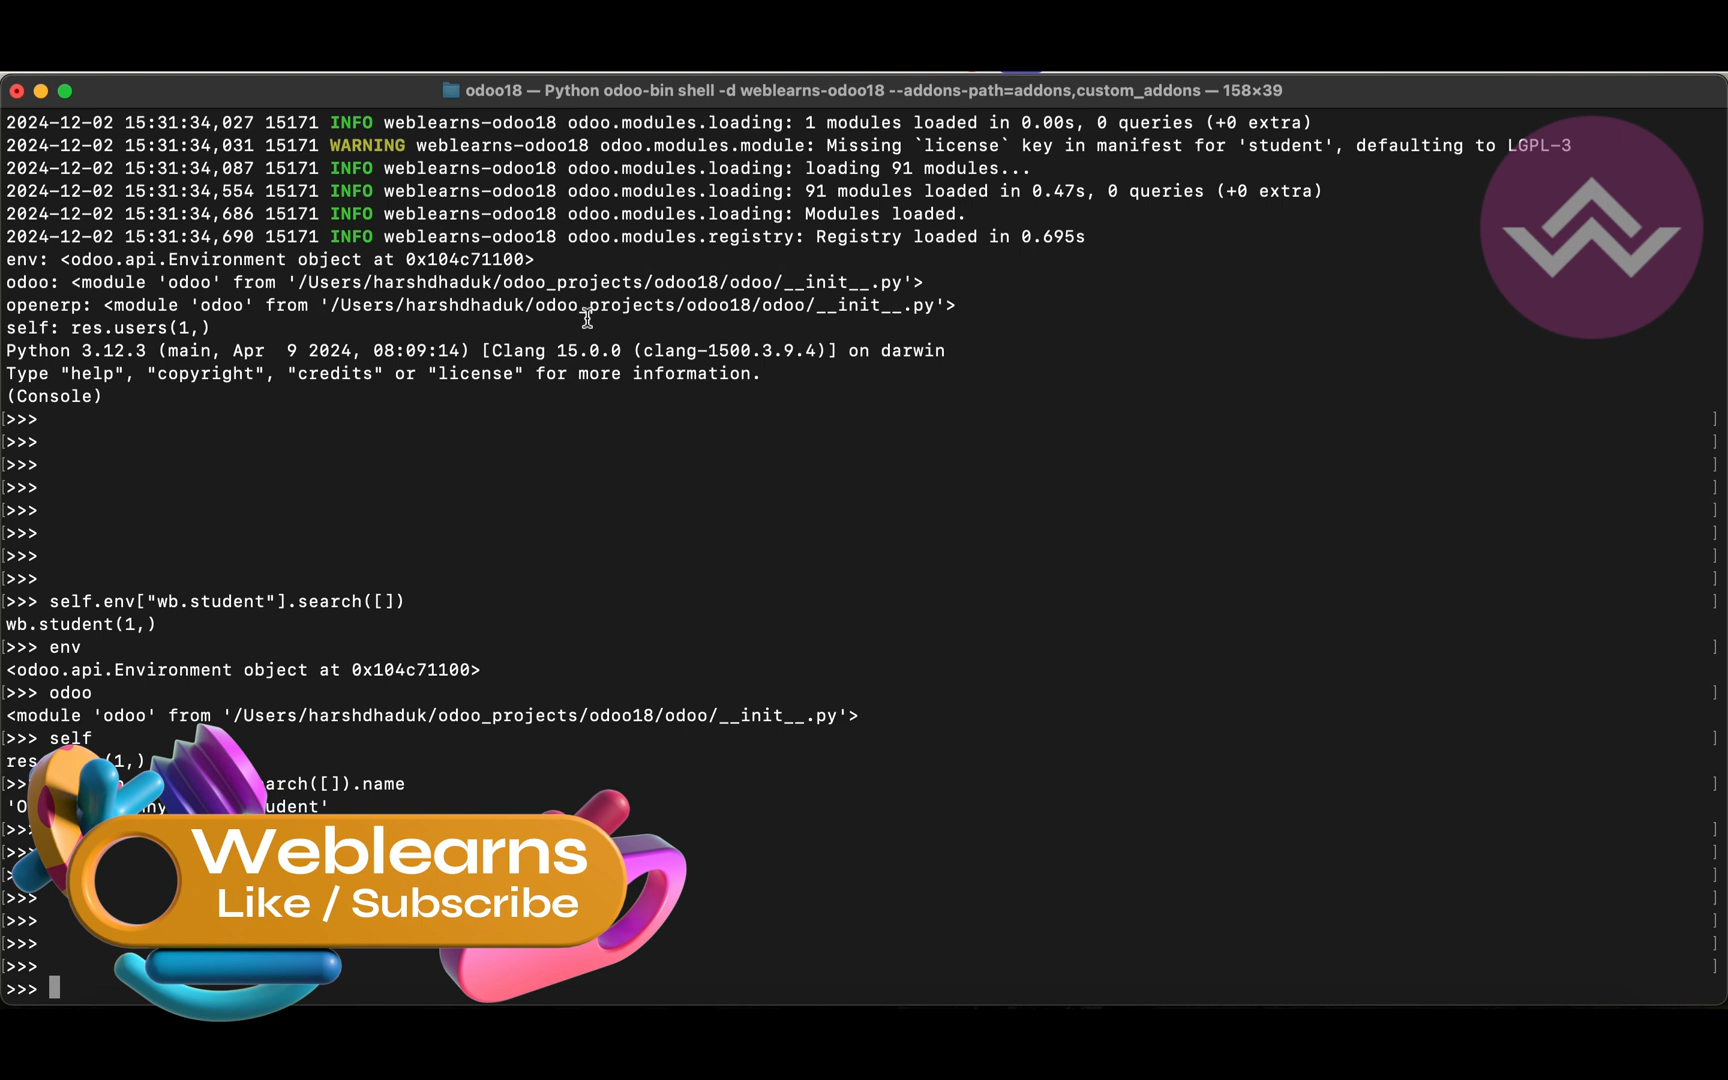 odoo18 — Python odoo-bin shell -d weblearns-odoo18 --addons-path=addons,custom_addons — 158×39
2024-12-02 15:31:34,027 15171 INFO weblearns-odoo18 odoo.modules.loading: 1 modules loaded in 0.00s, 0 queries (+0 extra)
2024-12-02 15:31:34,031 15171 WARNING weblearns-odoo18 odoo.modules.module: Missing `license` key in manifest for 'student', defaulting to LGPL-3
2024-12-02 15:31:34,087 15171 INFO weblearns-odoo18 odoo.modules.loading: loading 91 modules...
2024-12-02 15:31:34,554 15171 INFO weblearns-odoo18 odoo.modules.loading: 91 modules loaded in 0.47s, 0 queries (+0 extra)
2024-12-02 15:31:34,686 15171 INFO weblearns-odoo18 odoo.modules.loading: Modules loaded.
2024-12-02 15:31:34,690 15171 INFO weblearns-odoo18 odoo.modules.registry: Registry loaded in 0.695s
env: <odoo.api.Environment object at 0x104c71100>
odoo: <module 'odoo' from '/Users/harshdhaduk/odoo_projects/odoo18/odoo/__init__.py'>
openerp: <module 'odoo' from '/Users/harshdhaduk/odoo_projects/odoo18/odoo/__init__.py'>
self: res.users(1,)
Python 3.12.3 (main, Apr  9 2024, 08:09:14) [Clang 15.0.0 (clang-1500.3.9.4)] on darwin
Type "help", "copyright", "credits" or "license" for more information.
(Console)
[>>> ]
[>>> ]
[>>> ]
[>>> ]
[>>> ]
[>>> ]
[>>> ]
[>>> ]
[>>> self.env["wb.student"].search([]) ]
wb.student(1,)
[>>> env ]
<odoo.api.Environment object at 0x104c71100>
[>>> odoo ]
<module 'odoo' from '/Users/harshdhaduk/odoo_projects/odoo18/odoo/__init__.py'>
[>>> self ]
res (1,)
[>> arch([]).name ]
udent'
[>> ]
[>> ]
[> ]
[>>> ]
[>>> ]
[>>> ]
[>>> ]
>>>
Weblearns
Like / Subscribe